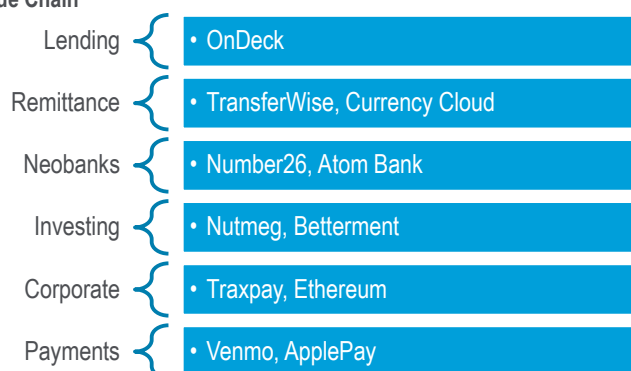 Chain
Lending
• OnDeck
Remittance
• TransferWise, Currency Cloud
Neobanks
• Number26, Atom Bank
Investing
• Nutmeg, Betterment
Corporate
• Traxpay, Ethereum
Payments
• Venmo, ApplePay